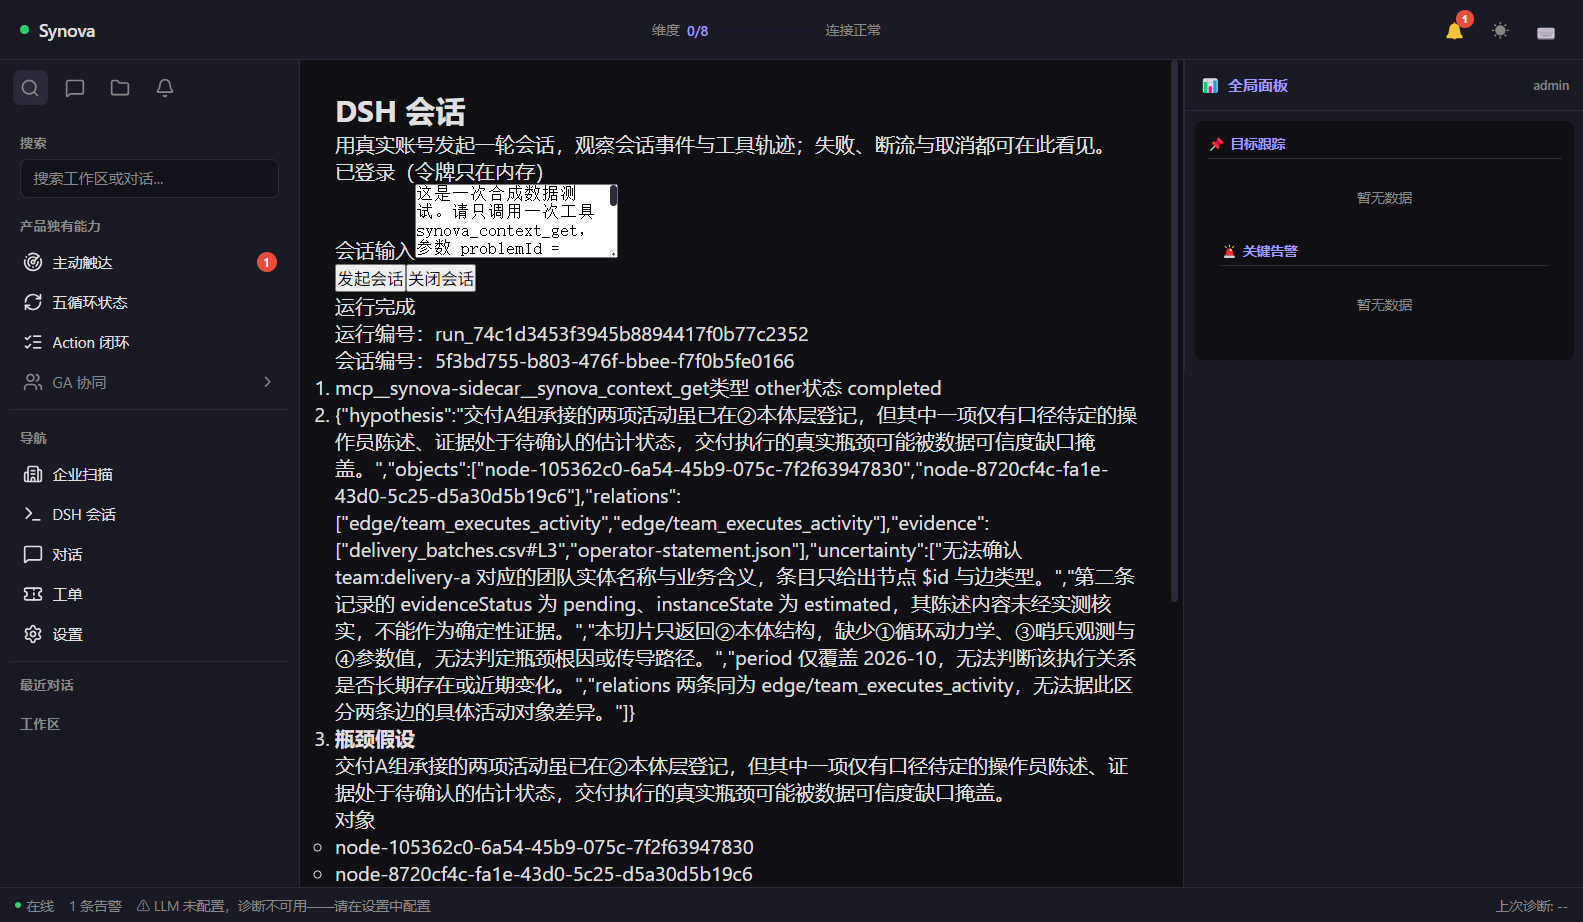 Synova
维度 0/8
连接正常
1
搜索
搜索工作区或对话...
产品独有能力
主动触达
1
五循环状态
Action 闭环
GA 协同
导航
企业扫描
DSH 会话
对话
工单
设置
最近对话
工作区
DSH 会话
用真实账号发起一轮会话，观察会话事件与工具轨迹；失败、断流与取消都可在此看见。
已登录（令牌只在内存）
会话输入
这是一次合成数据测
试。请只调用一次工具
synova_context_get，
参数 problemId =
发起会话
关闭会话
运行完成
运行编号：run_74c1d3453f3945b8894417f0b77c2352
会话编号：5f3bd755-b803-476f-bbee-f7f0b5fe0166
1. mcp__synova-sidecar__synova_context_get类型 other状态 completed
2. {"hypothesis":"交付A组承接的两项活动虽已在②本体层登记，但其中一项仅有口径待定的操
作员陈述、证据处于待确认的估计状态，交付执行的真实瓶颈可能被数据可信度缺口掩
盖。","objects":["node-105362c0-6a54-45b9-075c-7f2f63947830","node-8720cf4c-fa1e-
43d0-5c25-d5a30d5b19c6"],"relations":
["edge/team_executes_activity","edge/team_executes_activity"],"evidence":
["delivery_batches.csv#L3","operator-statement.json"],"uncertainty":["无法确认
team:delivery-a 对应的团队实体名称与业务含义，条目只给出节点 $id 与边类型。","第二条
记录的 evidenceStatus 为 pending、instanceState 为 estimated，其陈述内容未经实测核
实，不能作为确定性证据。","本切片只返回②本体结构，缺少①循环动力学、③哨兵观测与
④参数值，无法判定瓶颈根因或传导路径。","period 仅覆盖 2026-10，无法判断该执行关系
是否长期存在或近期变化。","relations 两条同为 edge/team_executes_activity，无法据此区
分两条边的具体活动对象差异。"]}
3. 瓶颈假设
交付A组承接的两项活动虽已在②本体层登记，但其中一项仅有口径待定的操作员陈述、证
据处于待确认的估计状态，交付执行的真实瓶颈可能被数据可信度缺口掩盖。
对象
node-105362c0-6a54-45b9-075c-7f2f63947830
node-8720cf4c-fa1e-43d0-5c25-d5a30d5b19c6
全局面板
admin
目标跟踪
暂无数据
关键告警
暂无数据
在线
1 条告警
⚠ LLM 未配置，诊断不可用——请在设置中配置
上次诊断: --